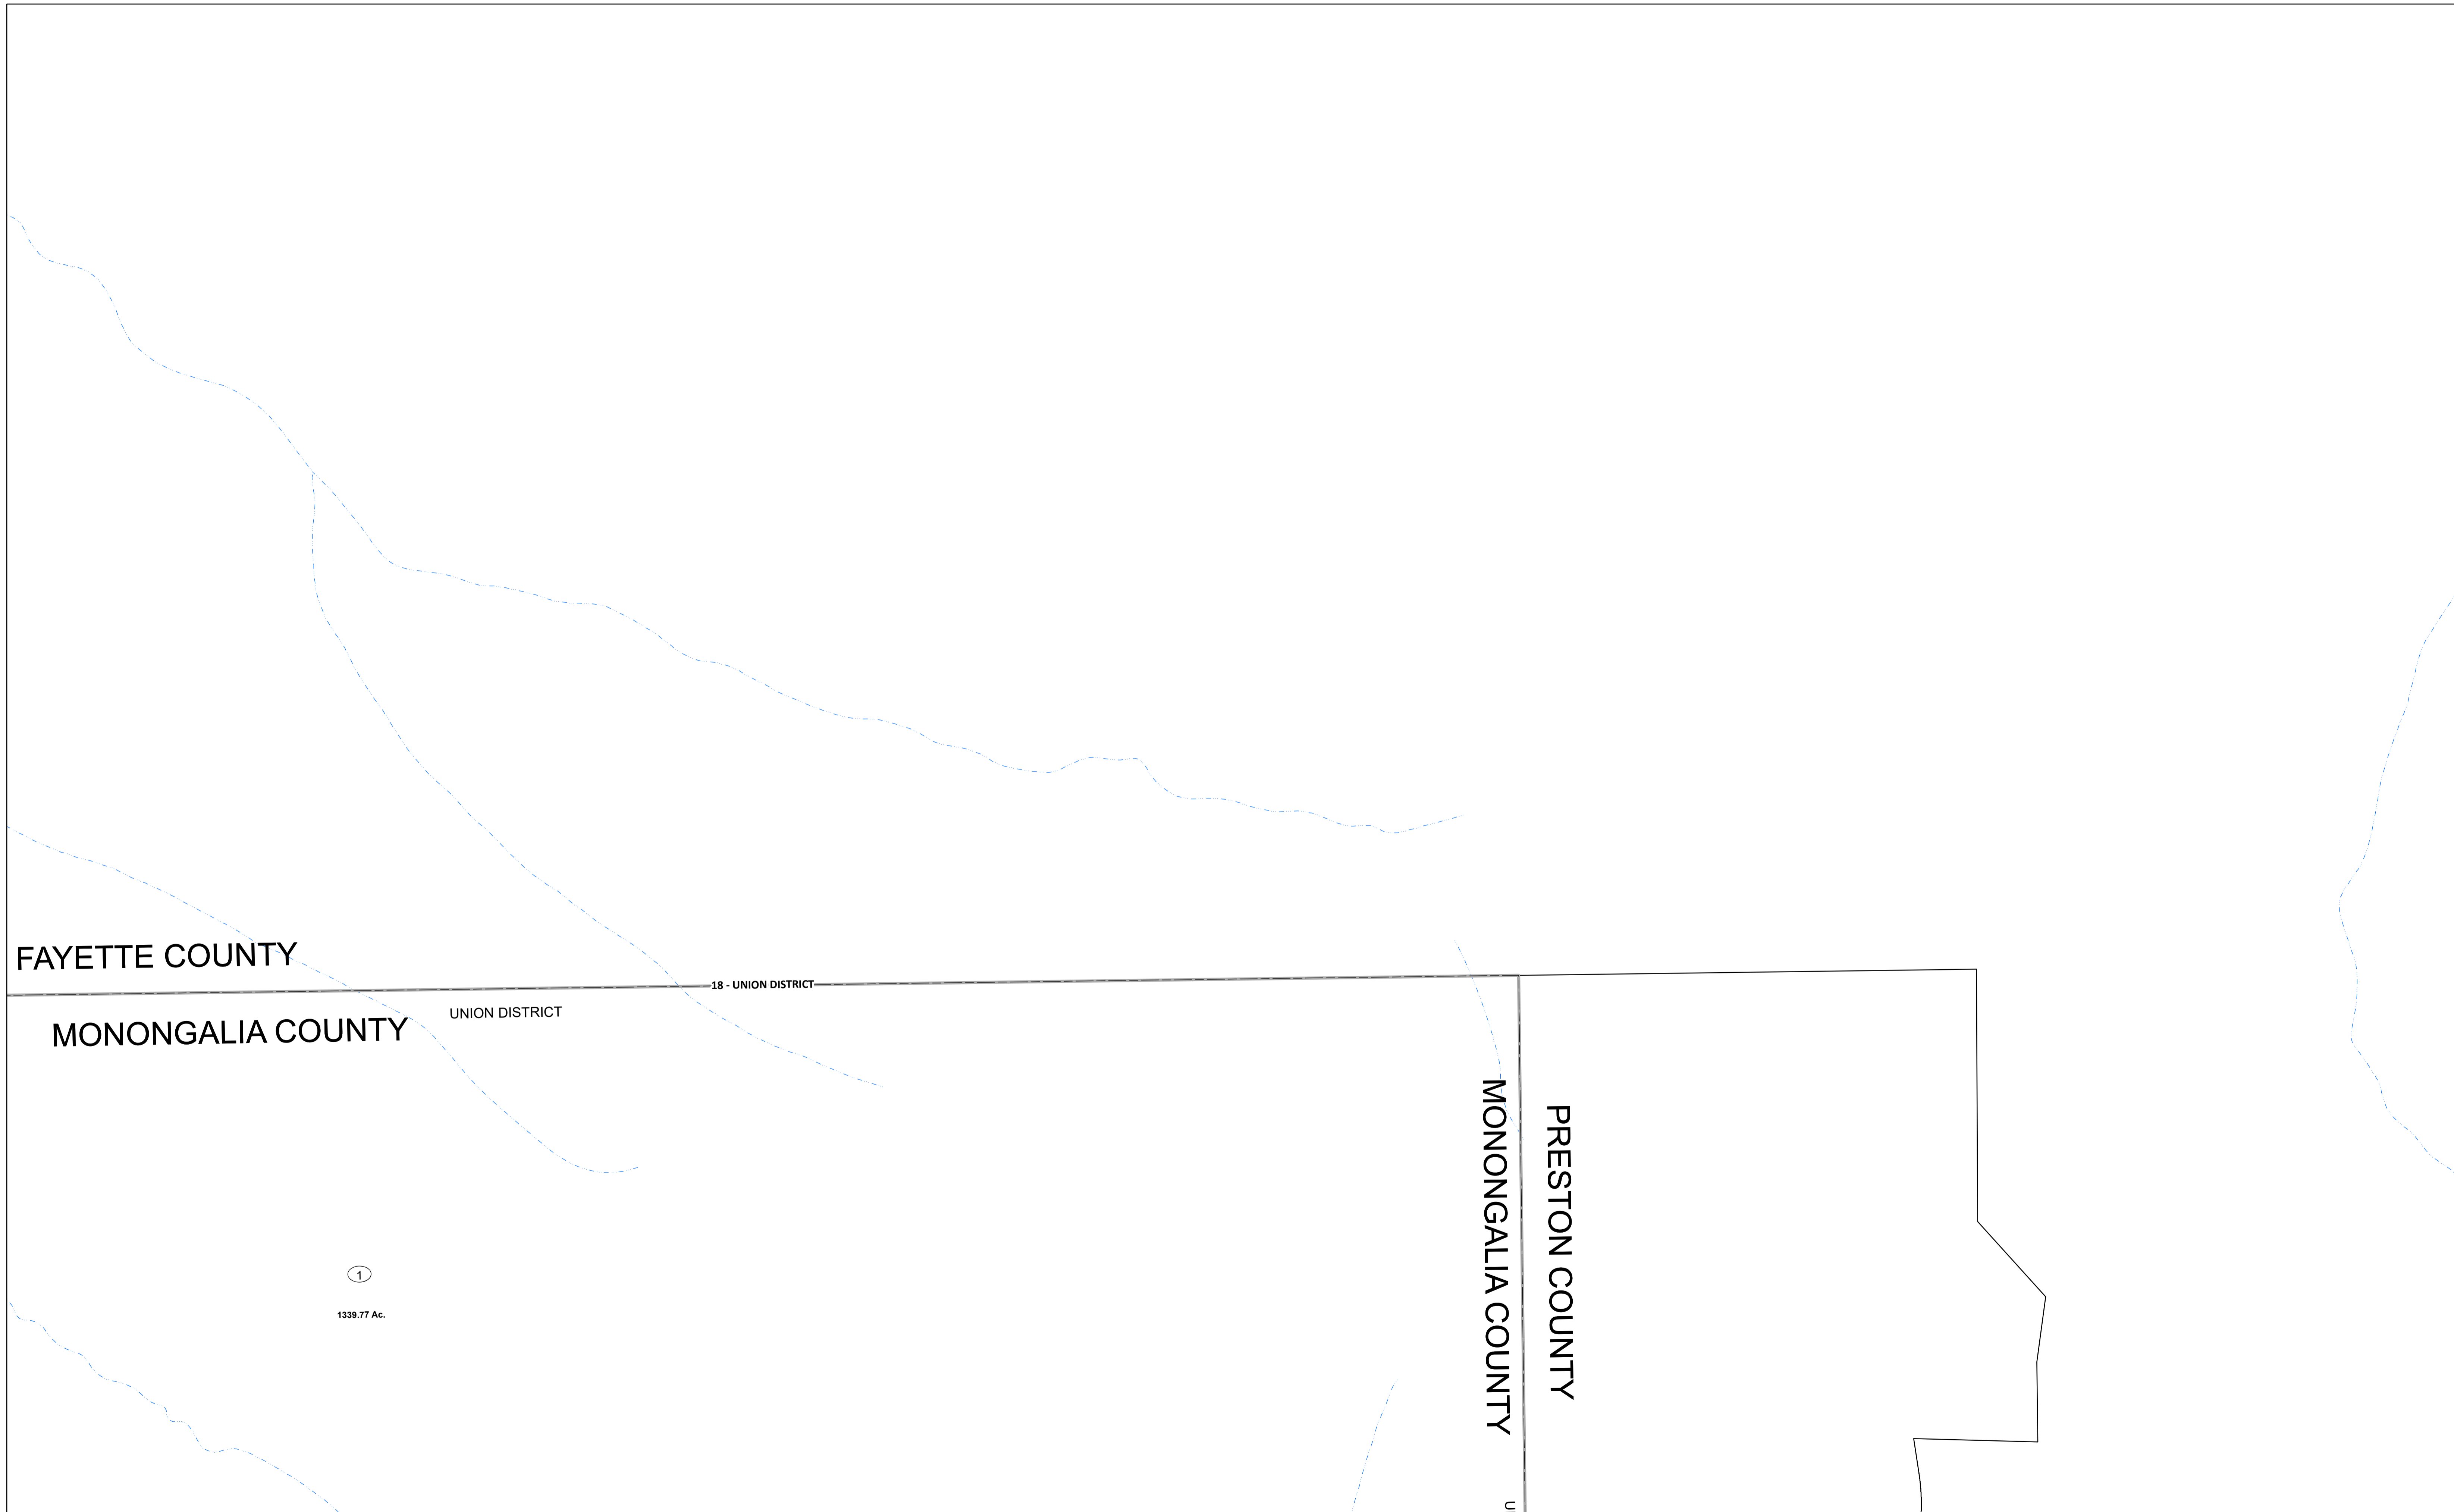 FAYETTE COUNTY
18 - UNION DISTRICT
UNION DISTRICT
MONONGALIA COUNTY
MONONGALIA COUNTY
PRESTON COUNTY
1
1339.77 Ac.